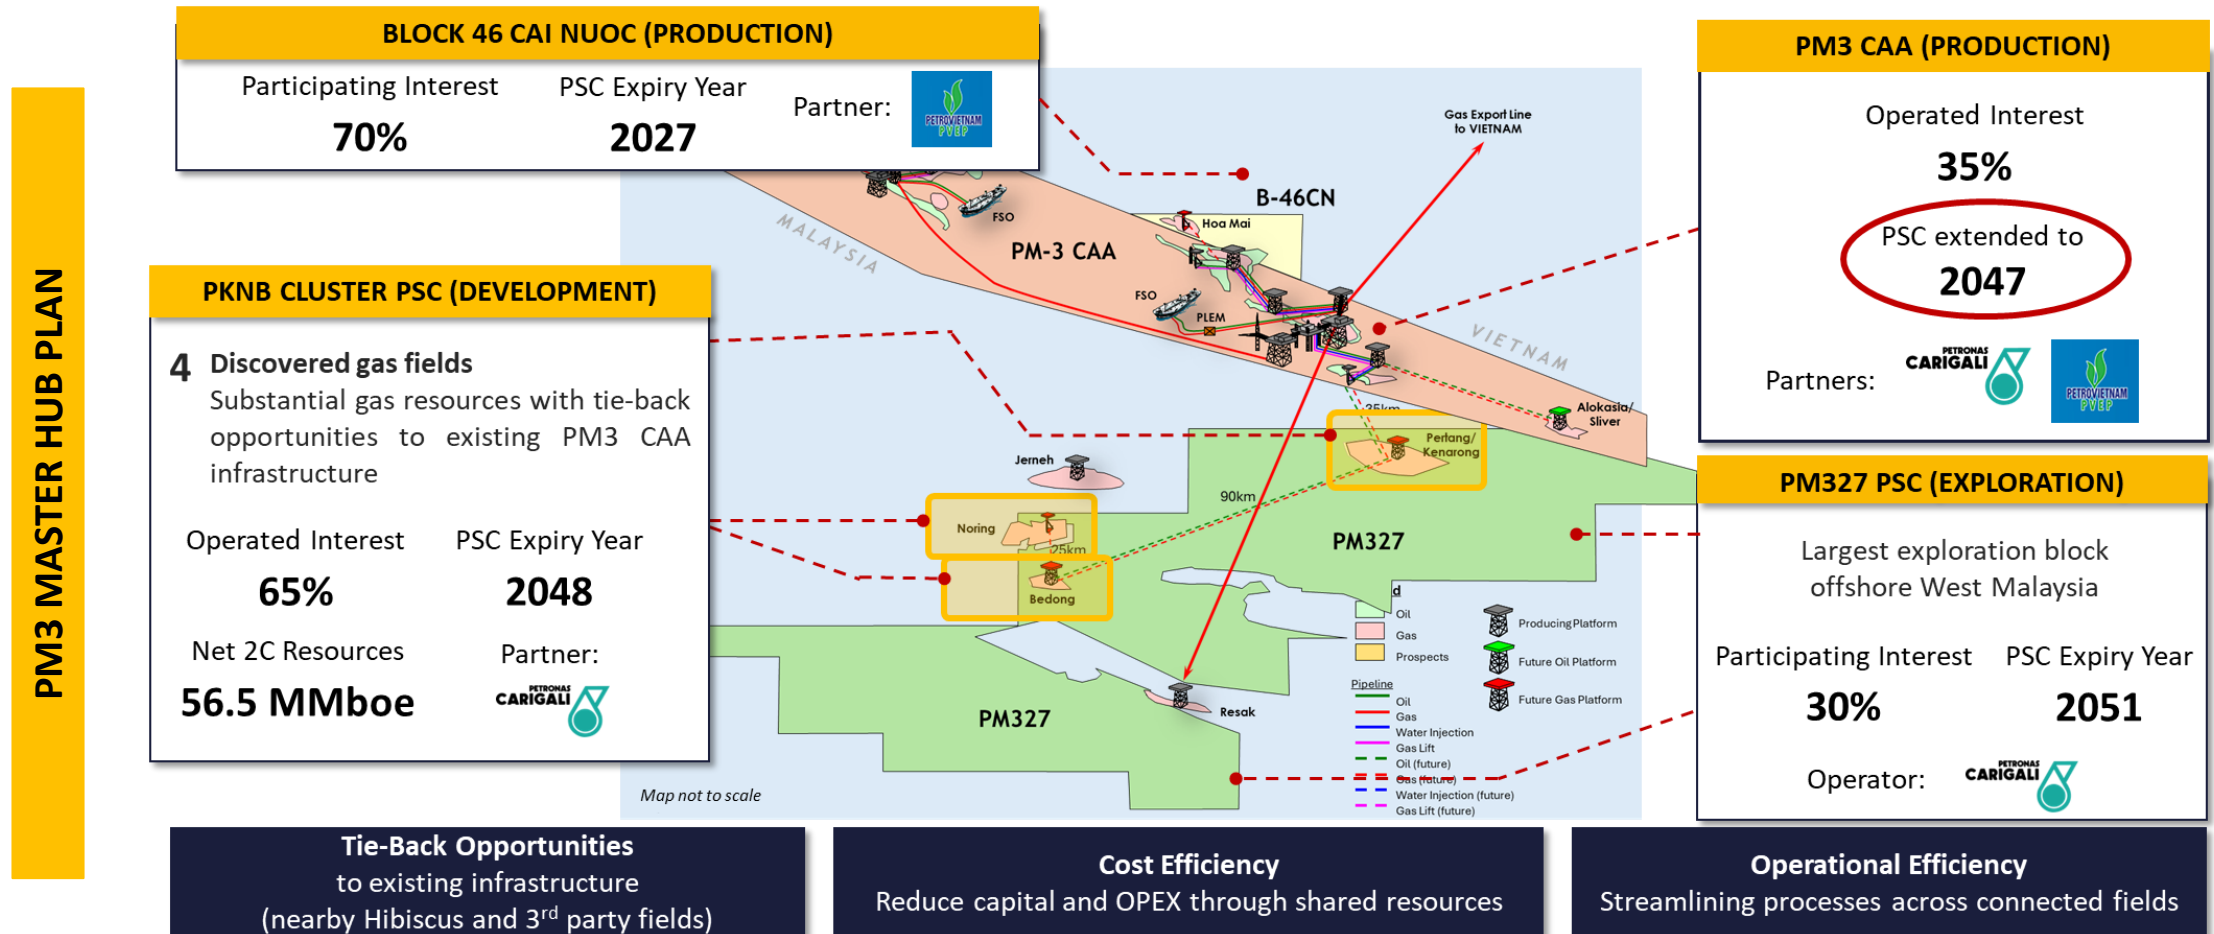 PM3 MASTER HUB PLAN
BLOCK 46 CAI NUOC (PRODUCTION)
Participating Interest
70%
PSC Expiry Year
2027
Partner:
PETROVIETNAM
PVEP
PKNB CLUSTER PSC (DEVELOPMENT)
4 Discovered gas fields
Substantial gas resources with tie-back
opportunities to existing PM3 CAA
infrastructure
Operated Interest
65%
PSC Expiry Year
2048
Net 2C Resources
56.5 MMboe
Partner:
PETRONAS
CARIGALI
PM3 CAA (PRODUCTION)
Operated Interest
35%
PSC extended to
2047
Partners:
PETRONAS
CARIGALI
PETROVIETNAM
PVEP
PM327 PSC (EXPLORATION)
Largest exploration block
offshore West Malaysia
Participating Interest
30%
PSC Expiry Year
2051
Operator:
PETRONAS
CARIGALI
Gas Export Line
to VIETNAM
B-46CN
FSO
Hoa Mai
MALAYSIA
PM-3 CAA
FSO
PLEM
VIETNAM
Alokasia/
Sliver
35km
Pertang/
Kenarong
Jerneh
90km
Noring
25km
PM327
Bedong
Resak
PM327
Map not to scale
Oil
Gas
Prospects
Producing Platform
Future Oil Platform
Future Gas Platform
Pipeline
Oil
Gas
Water Injection
Gas Lift
Oil (future)
Gas (future)
Water Injection (future)
Gas Lift (future)
Tie-Back Opportunities
to existing infrastructure
(nearby Hibiscus and 3rd party fields)
Cost Efficiency
Reduce capital and OPEX through shared resources
Operational Efficiency
Streamlining processes across connected fields